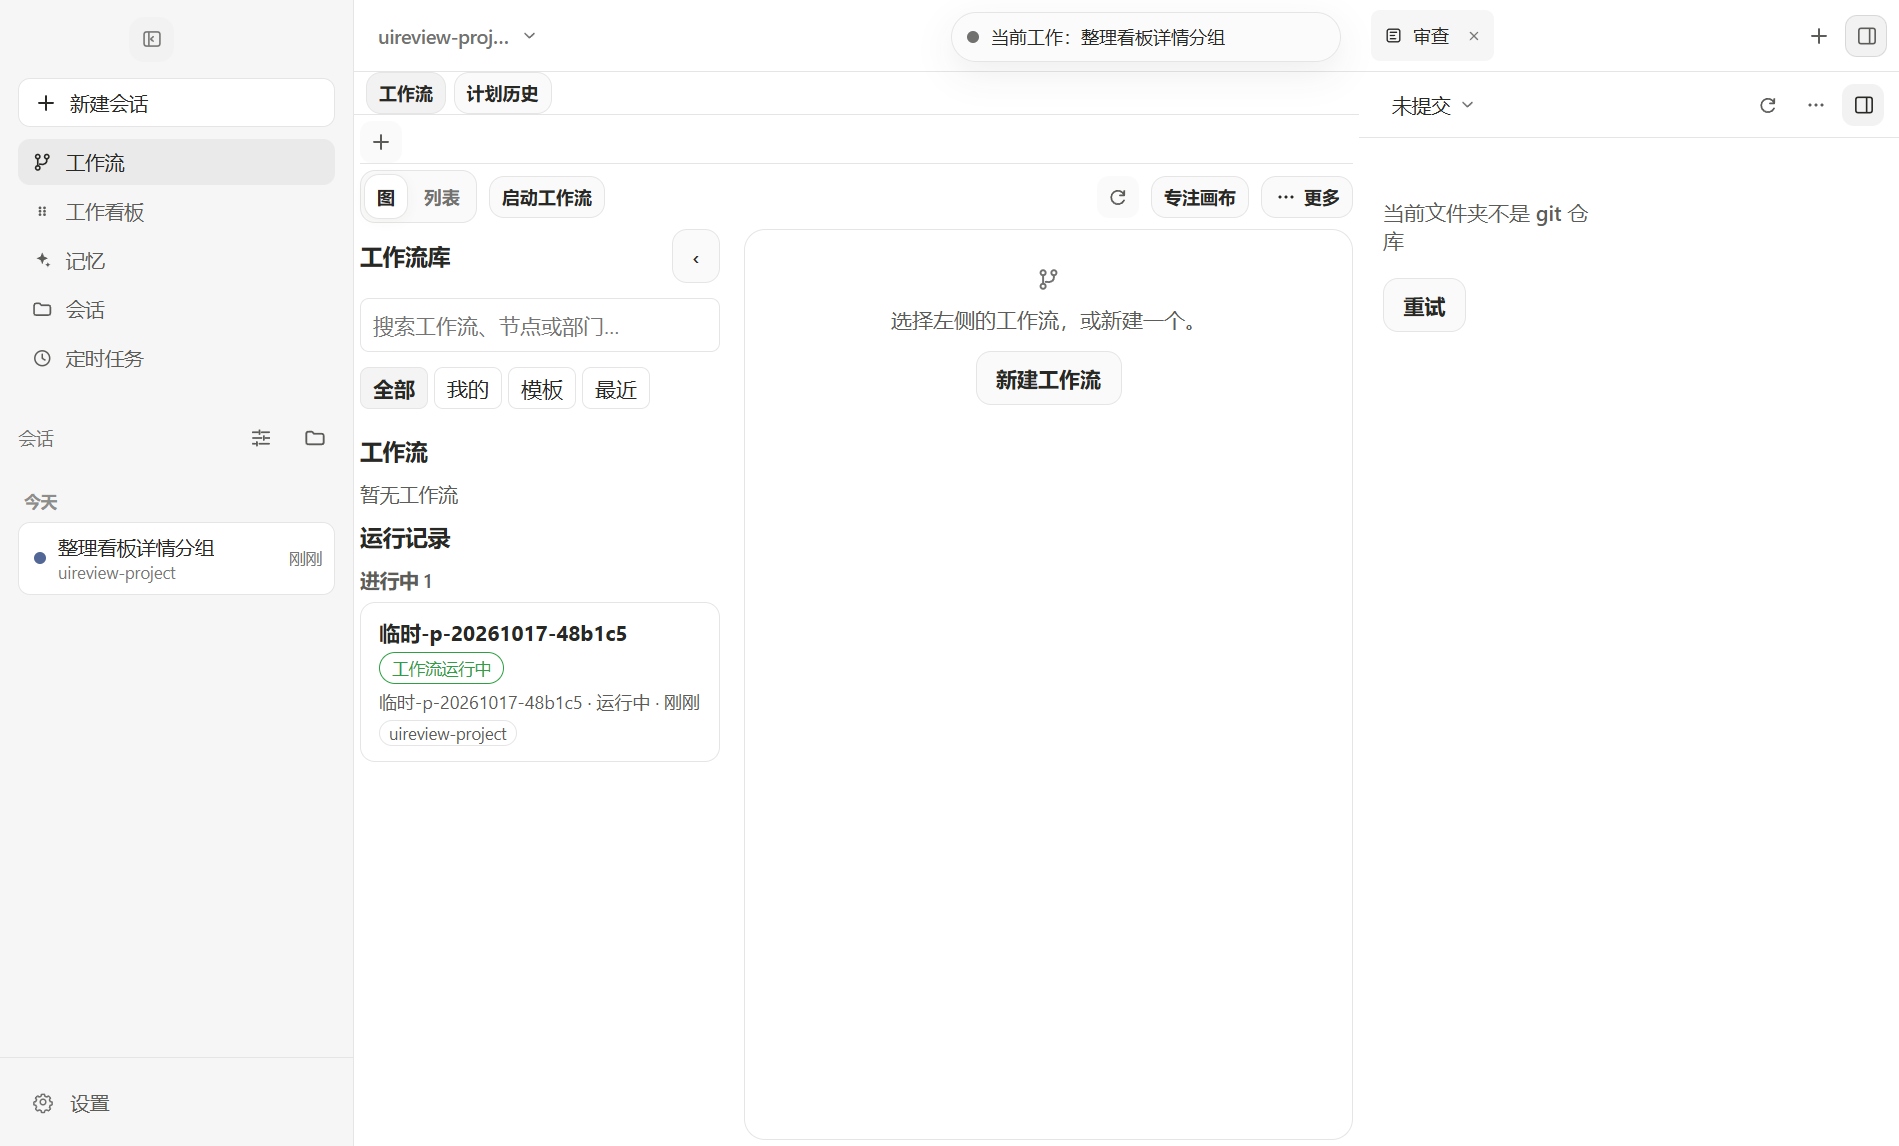 新建会话
工作流
工作看板
记忆
会话
定时任务
会话
今天
整理看板详情分组
uireview-project
刚刚
设置
uireview-proj...
当前工作：整理看板详情分组
工作流
计划历史
图
列表
启动工作流
专注画布
更多
工作流库
搜索工作流、节点或部门...
全部
我的
模板
最近
工作流
暂无工作流
运行记录
进行中 1
临时-p-20261017-48b1c5
工作流运行中
临时-p-20261017-48b1c5 · 运行中 · 刚刚
uireview-project
选择左侧的工作流，或新建一个。
新建工作流
审查
未提交
当前文件夹不是 git 仓
库
重试